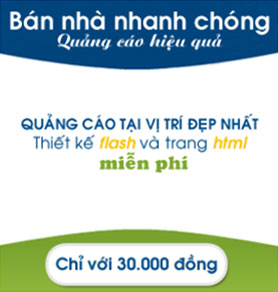 Bán nhà nhanh chóng
Quảng cáo hiệu quả
QUẢNG CÁO TẠI VỊ TRÍ ĐẸP NHẤT
Thiết kế flash và trang html
miễn phí
Chỉ với 30.000 đồng